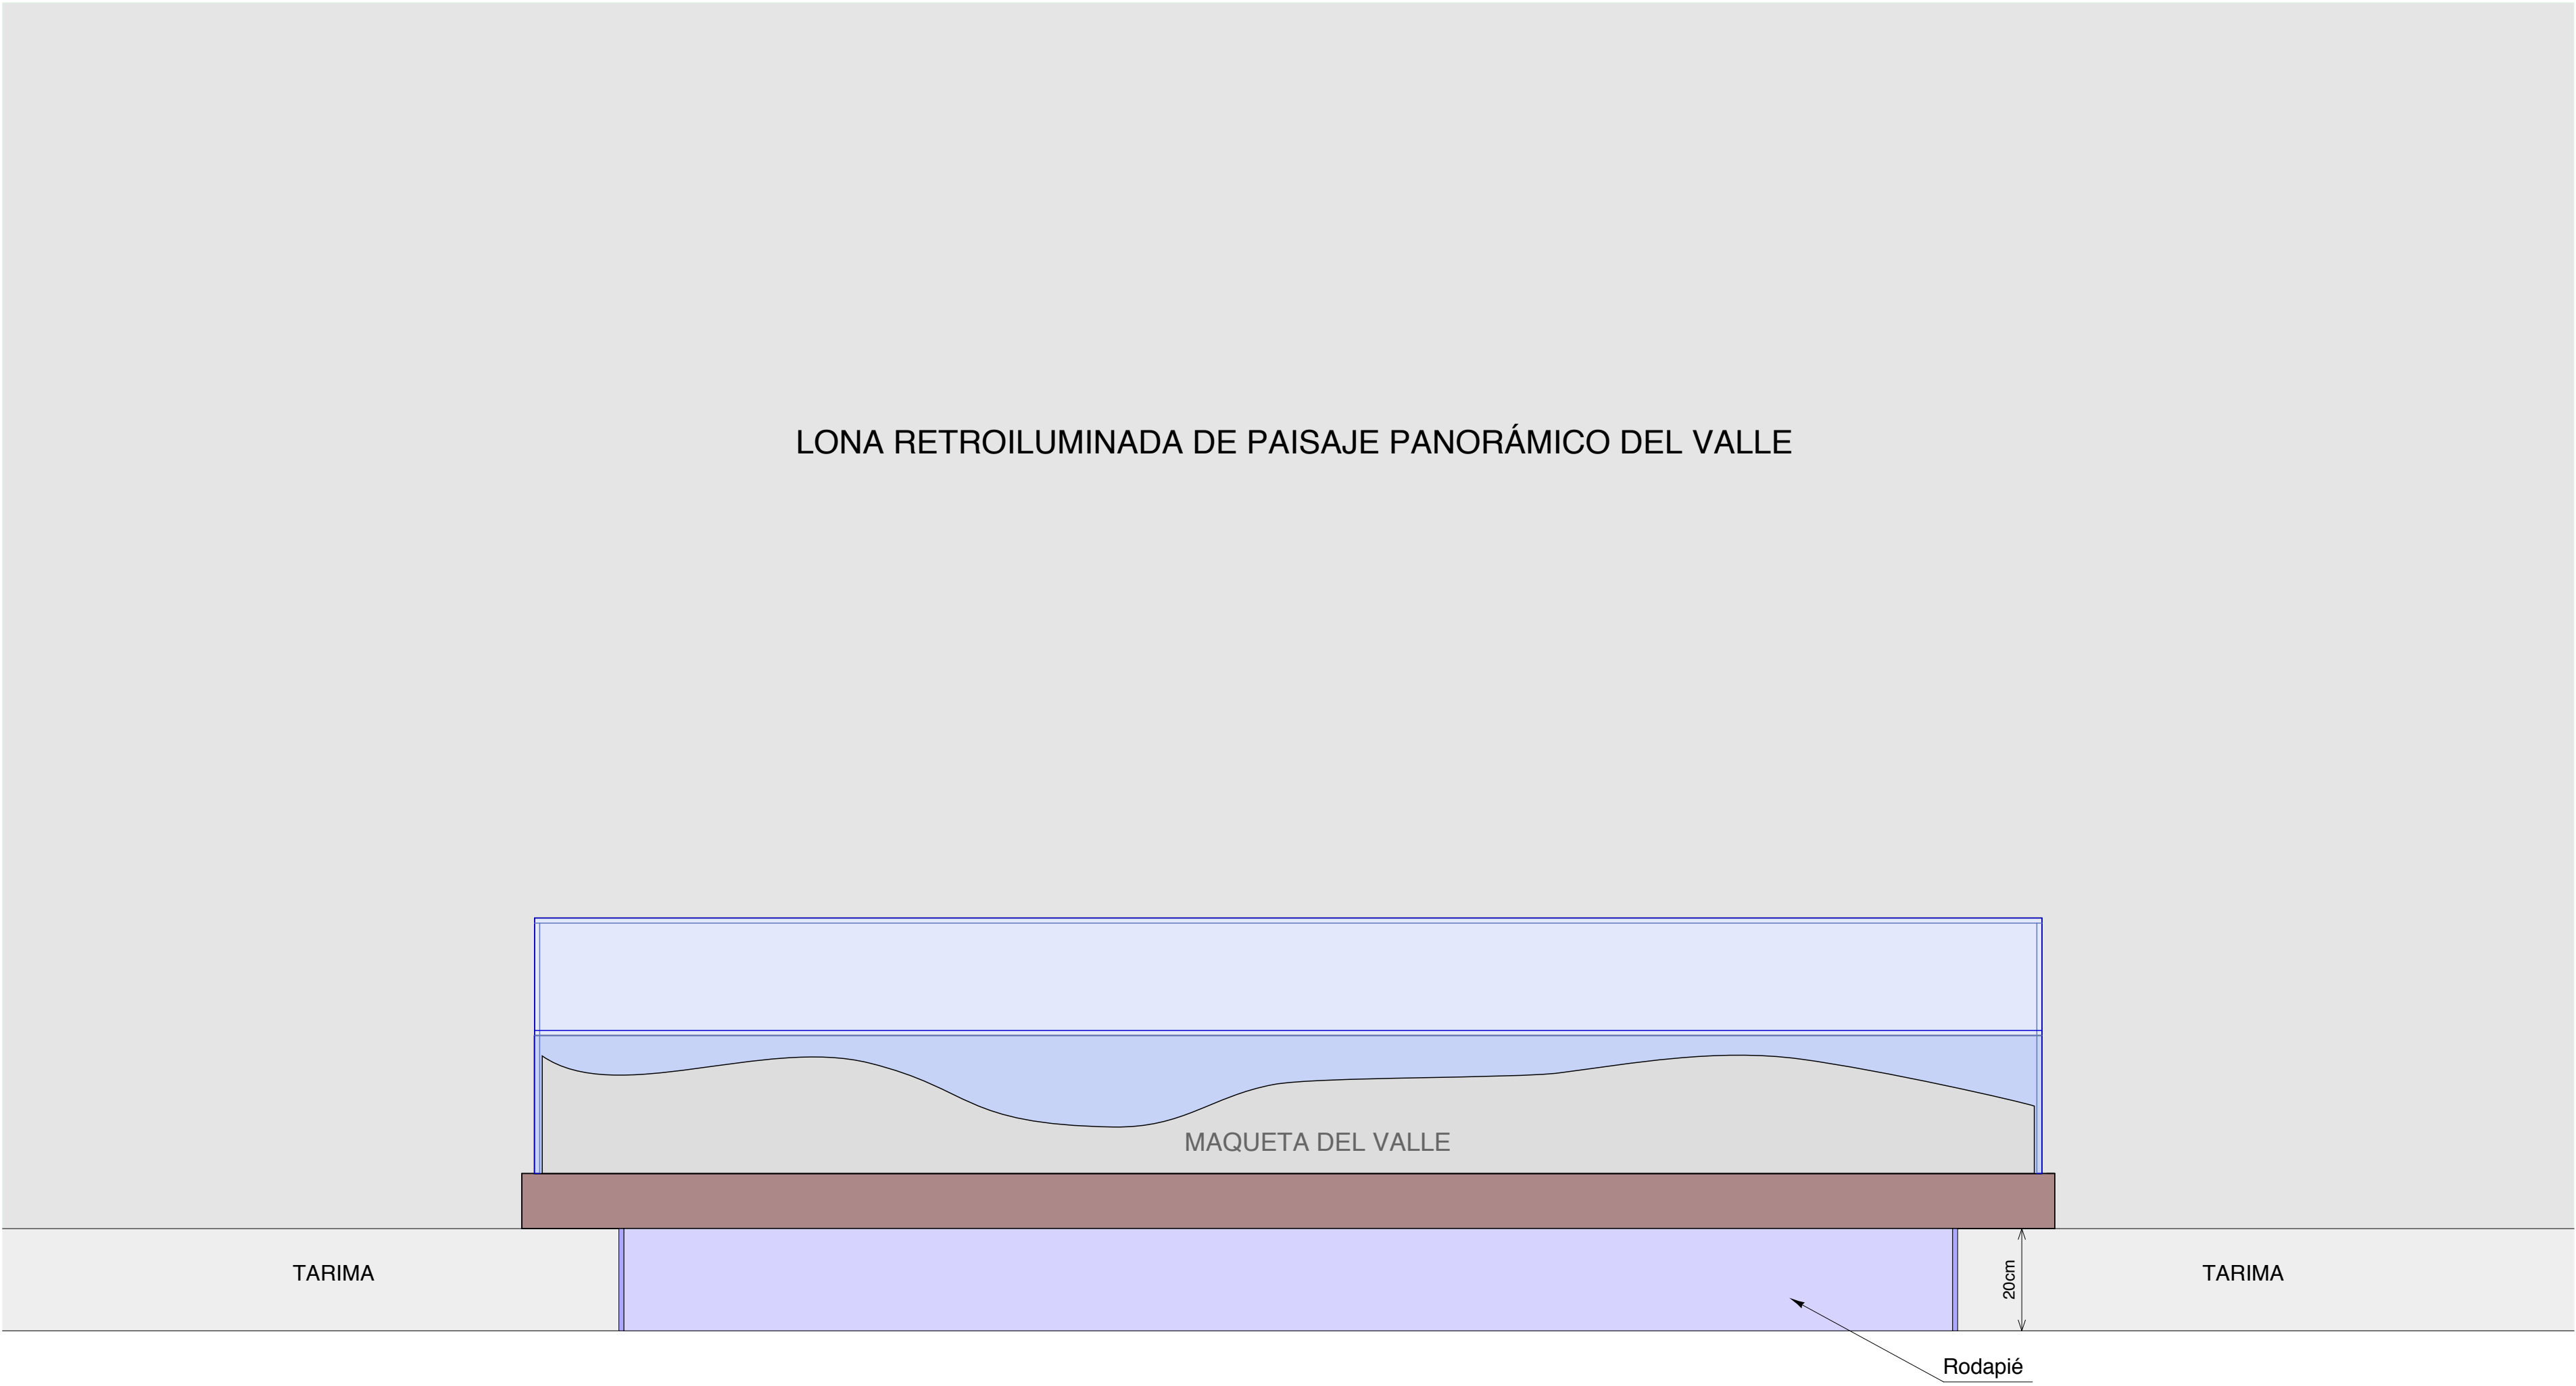 LONA RETROILUMINADA DE PAISAJE PANORÁMICO DEL VALLE
MAQUETA DEL VALLE
TARIMA
20cm
TARIMA
Rodapié